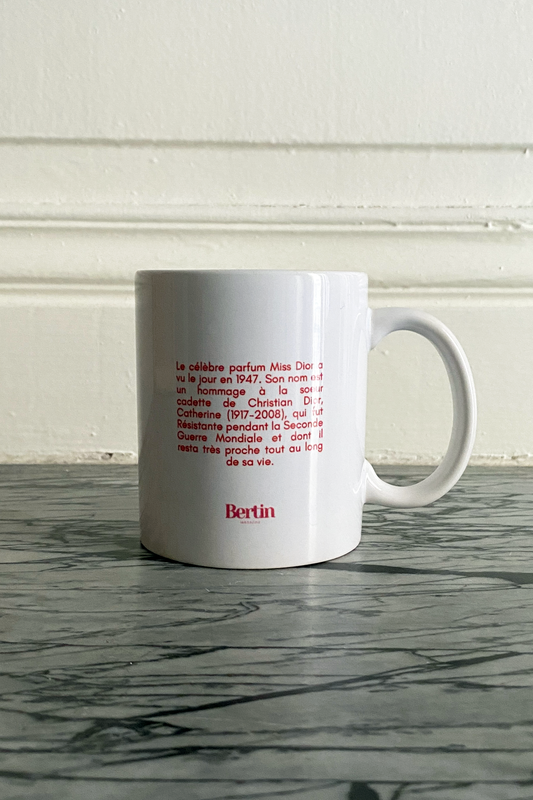 Le célèbre parfum Miss Dior a
vu le jour en 1947. Son nom est
un hommage à la soeur
cadette de Christian Dior,
Catherine (1917-2008), qui fut
Résistante pendant la Seconde
Guerre Mondiale et dont il
resta très proche tout au long
de sa vie.
Bertin